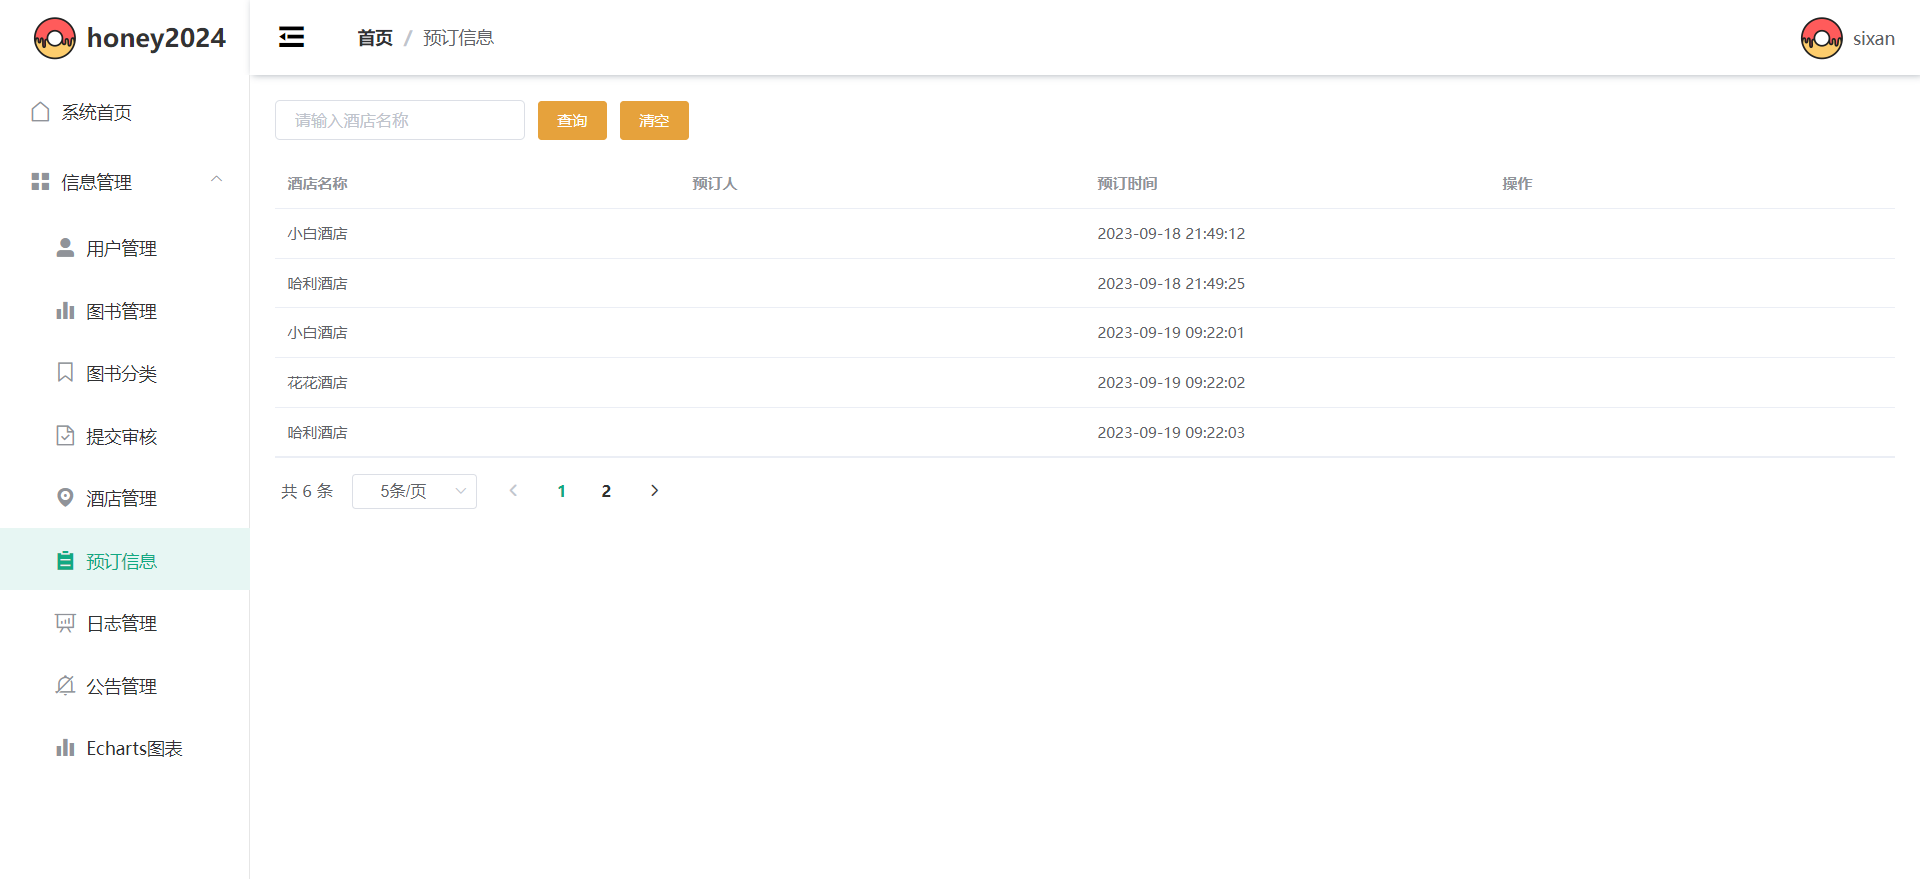 honey2024
首页 / 预订信息
sixan
系统首页
信息管理
用户管理
图书管理
图书分类
提交审核
酒店管理
预订信息
日志管理
公告管理
Echarts图表
请输入酒店名称 查询 清空
酒店名称 预订人 预订时间 操作
小白酒店 2023-09-18 21:49:12
哈利酒店 2023-09-18 21:49:25
小白酒店 2023-09-19 09:22:01
花花酒店 2023-09-19 09:22:02
哈利酒店 2023-09-19 09:22:03
共 6 条 5条/页 1 2